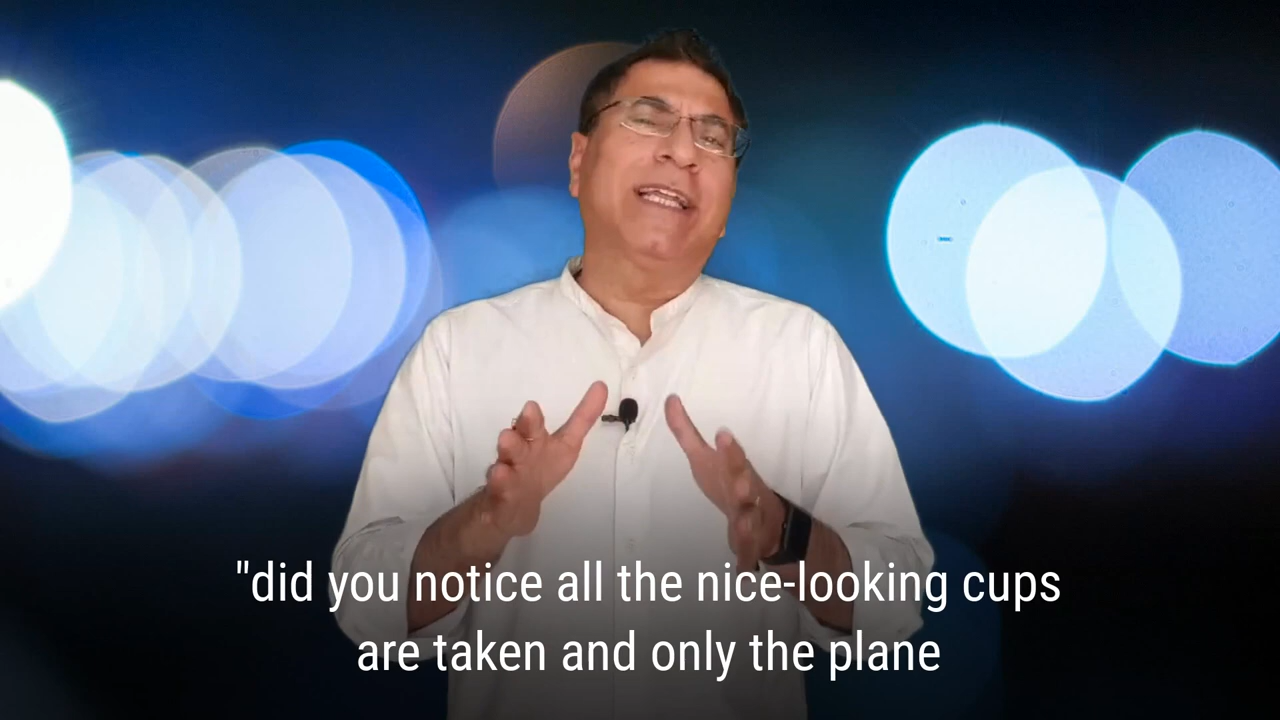 "did you notice all the nice-looking cups
are taken and only the plane